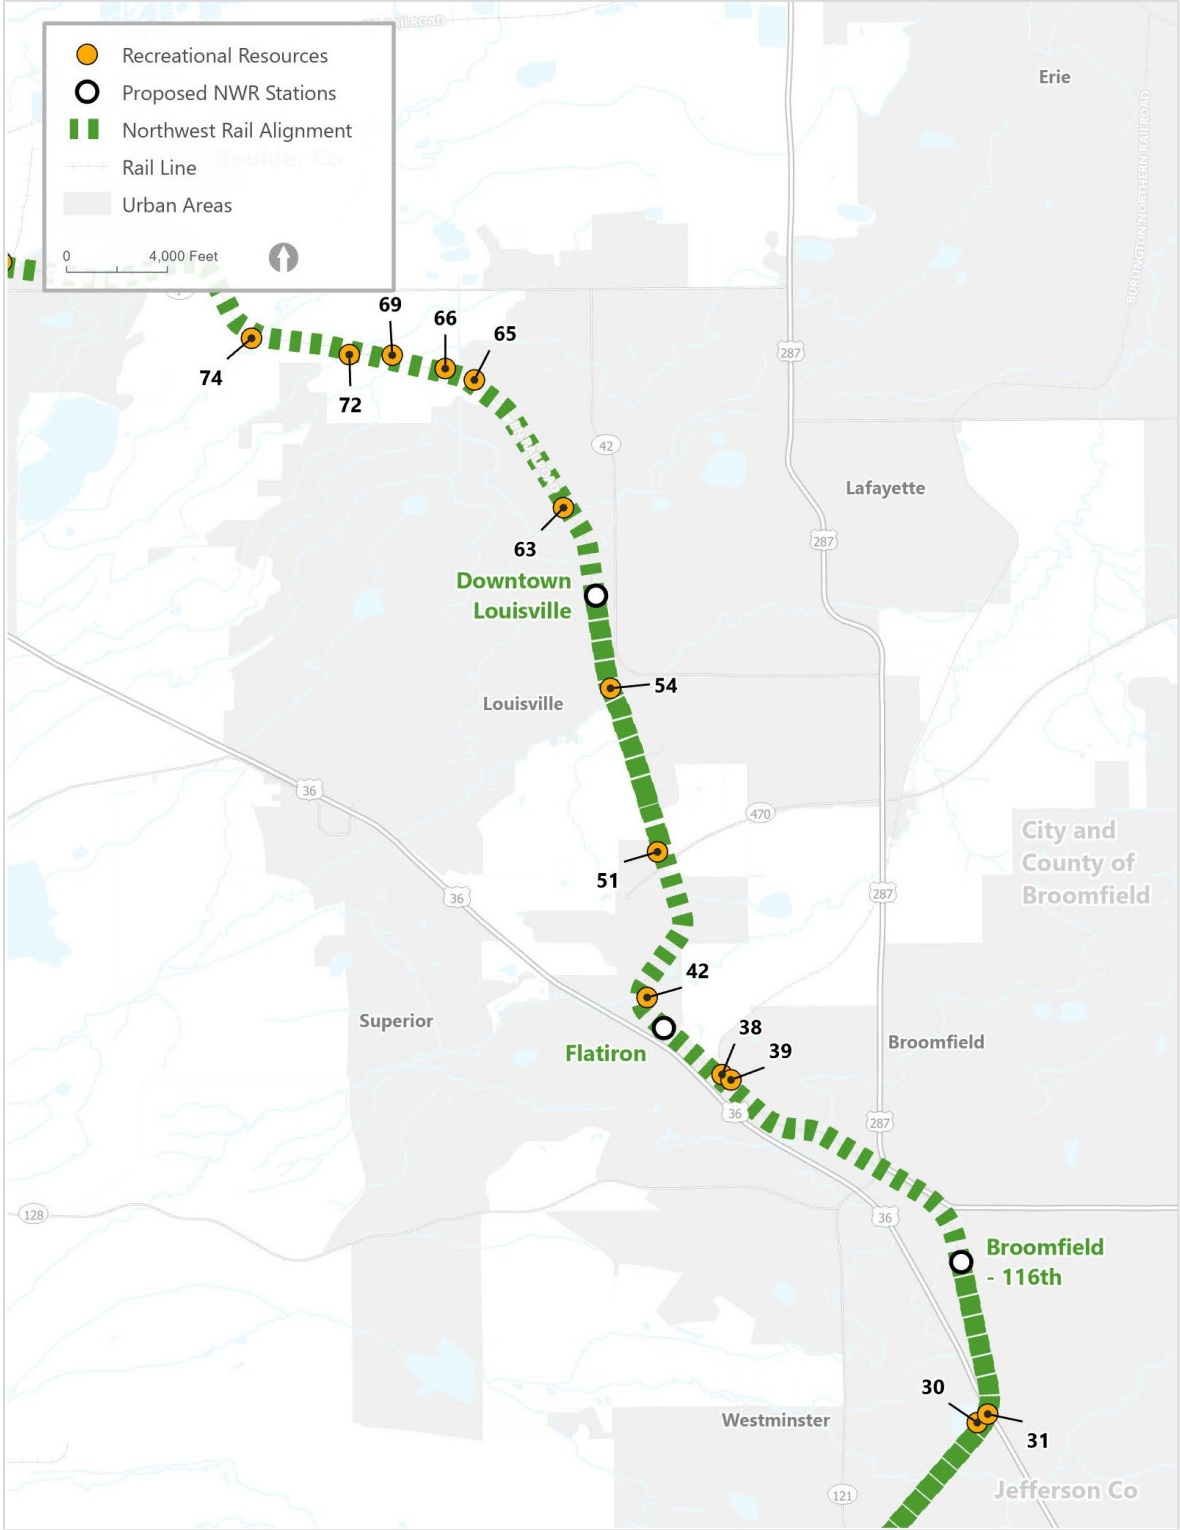 RAILROAD
Recreational Resources
Proposed NWR Stations
Northwest Rail Alignment
Boulder Co
Rail Line
Urban Areas
0 4,000 Feet
Erie
BURLINGTON NORTHERN RAILROAD
69
66
65
74
72
287
42
Lafayette
287
63
Downtown
Louisville
54
Louisville
36
470
City and
County of
Broomfield
51
36
287
42
Superior
38
39
Flatiron
Broomfield
36
287
128
36
Broomfield
- 116th
30
31
Westminster
Jefferson Co
121